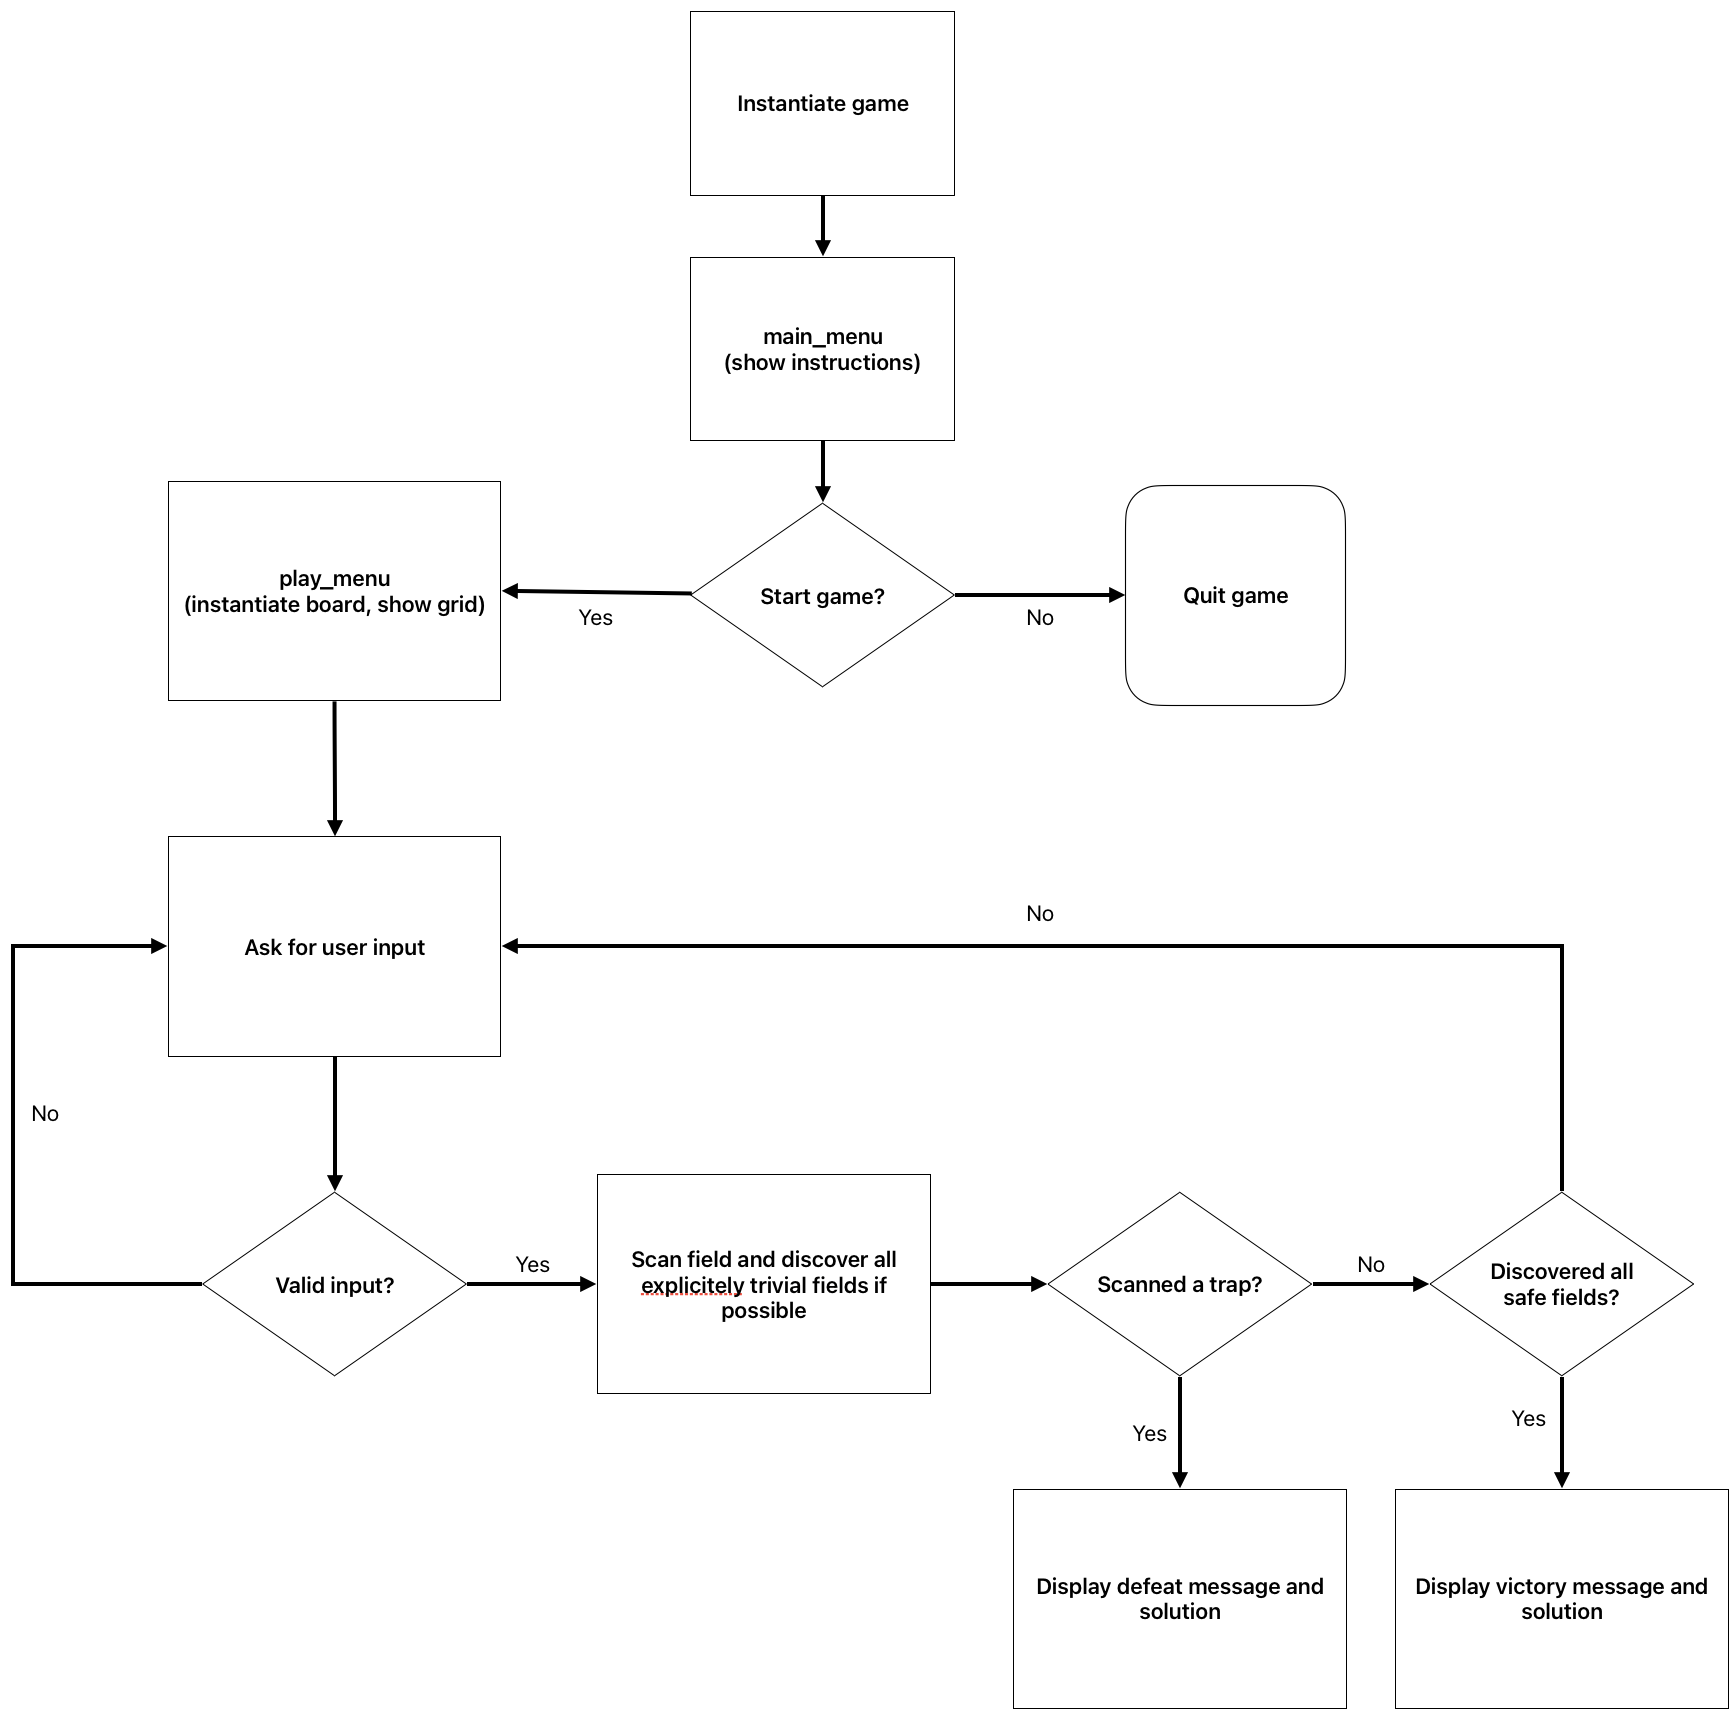 Instantiate game
main_menu
(show instructions)
play_menu
(instantiate board, show grid)
Start game?
Quit game
Yes
No
Ask for user input
No
No
Valid input?
Yes
Scan field and discover all
explicitely trivial fields if
possible
Scanned a trap?
No
Discovered all
safe fields?
Yes
Yes
Display defeat message and
solution
Display victory message and
solution